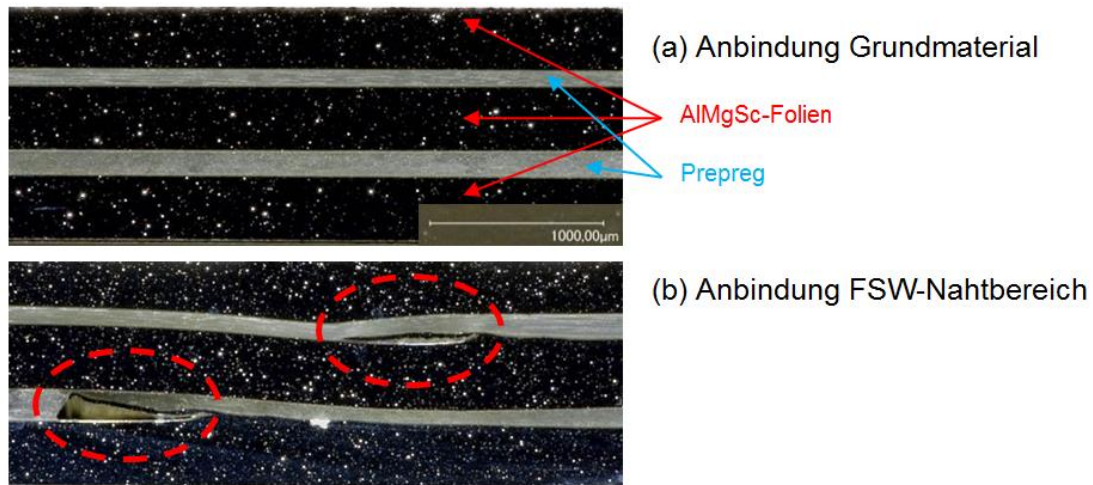 (a) Anbindung Grundmaterial
AlMgSc-Folien
Prepreg
1000,00µm
(b) Anbindung FSW-Nahtbereich